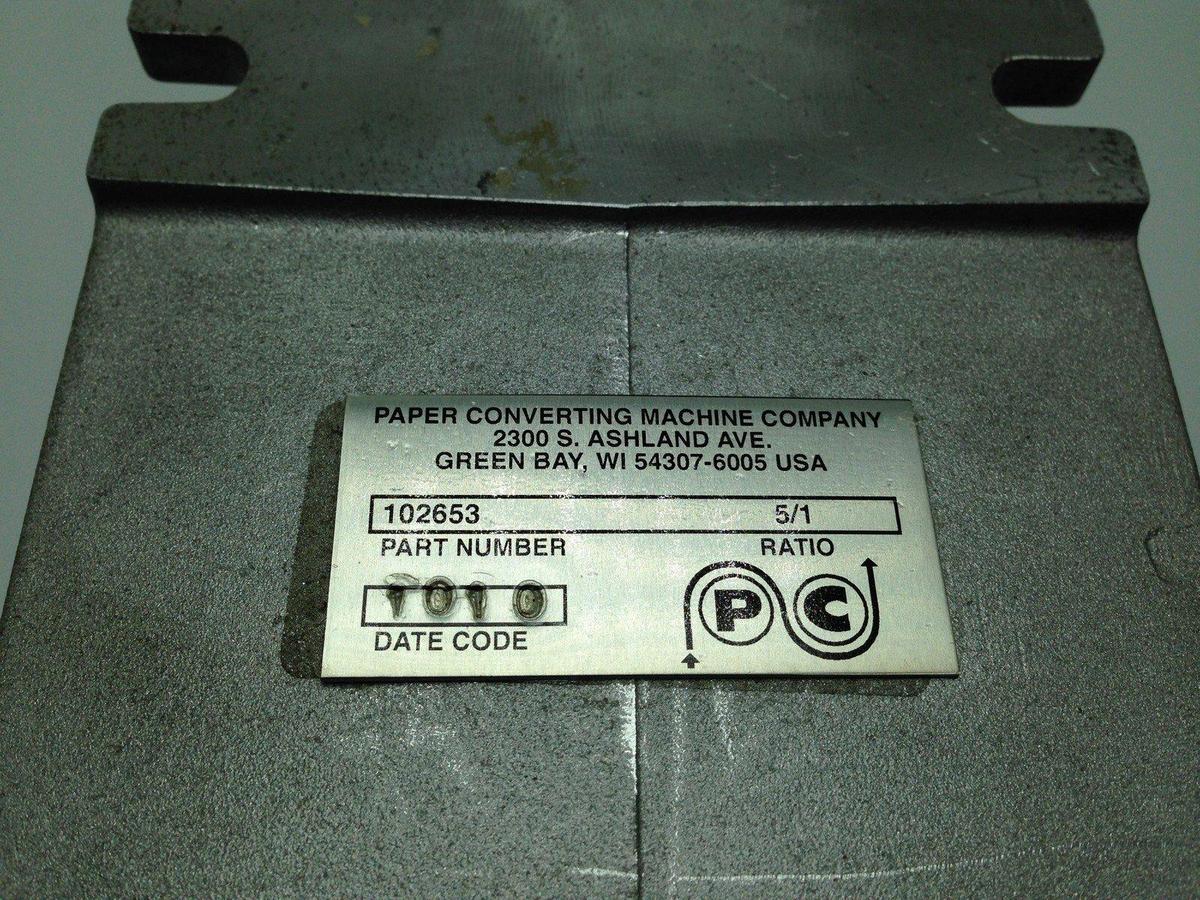 PAPER CONVERTING MACHINE COMPANY
2300 S. ASHLAND AVE.
GREEN BAY, WI 54307-6005 USA
102653 5/1
PART NUMBER RATIO
DATE CODE
P C